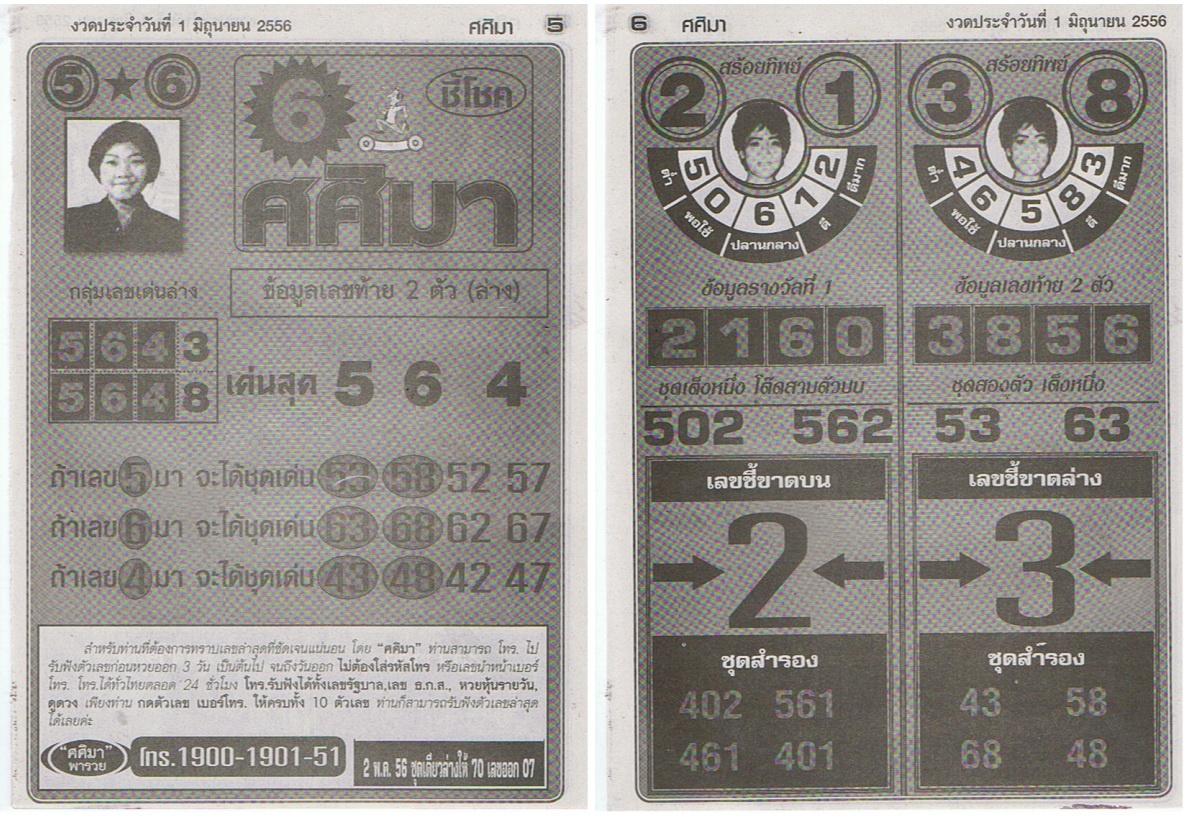 งวดประจำวันที่ 1 มิถุนายน 2556 ศศิมา 5
5 ★ 6
6
ชี้โชค
ศศิมา
กลุ่มเลขเด่นล่าง
ข้อมูลเลขท้าย 2 ตัว (ล่าง)
5 6 4 3
5 6 4 8
เด่นสุด 5 6 4
ถ้าเลข 5 มา จะได้ชุดเด่น 53 58 52 57
ถ้าเลข 6 มา จะได้ชุดเด่น 63 68 62 67
ถ้าเลข 4 มา จะได้ชุดเด่น 43 48 42 47
สำหรับท่านที่ต้องการทราบเลขล่าสุดที่ชัดเจนแน่นอน โดย "ศศิมา" ท่านสามารถ โทร. ไป
รับฟังตัวเลขก่อนหวยออก 3 วัน เป็นต้นไป จนถึงวันออก ไม่ต้องใส่รหัสโทร หรือเลขนำหน้าเบอร์
โทร. โทร.ได้ทั่วไทยตลอด 24 ชั่วโมง โทร.รับฟังได้ทั้งเลขรัฐบาล,เลข ธ.ก.ส., หวยหุ้นรายวัน,
ดูดวง เพียงท่าน กดตัวเลข เบอร์โทร. ให้ครบทั้ง 10 ตัวเลข ท่านก็สามารถรับฟังตัวเลขล่าสุด
ได้เลยค่ะ
"ศศิมา"
พารวย
โทร.1900-1901-51
2 พ.ค. 56 ชุดเดียวล่างให้ 70 เลขออก 07
6 ศศิมา งวดประจำวันที่ 1 มิถุนายน 2556
2 สร้อยทิพย์ 1
ต่ำ พอใช้ ปลานกลาง ดี ดีมาก
5 0 6 1 2
ข้อมูลรางวัลที่ 1
2 1 6 0
ชุดเต็งหนึ่ง โต๊ดสามตัวบน
502 562
เลขชี้ขาดบน
2
ชุดสำรอง
402 561
461 401
3 สร้อยทิพย์ 8
ต่ำ พอใช้ ปลานกลาง ดี ดีมาก
4 6 5 8 3
ข้อมูลเลขท้าย 2 ตัว
3 8 5 6
ชุดสองตัว เต็งหนึ่ง
53 63
เลขชี้ขาดล่าง
3
ชุดสำรอง
43 58
68 48